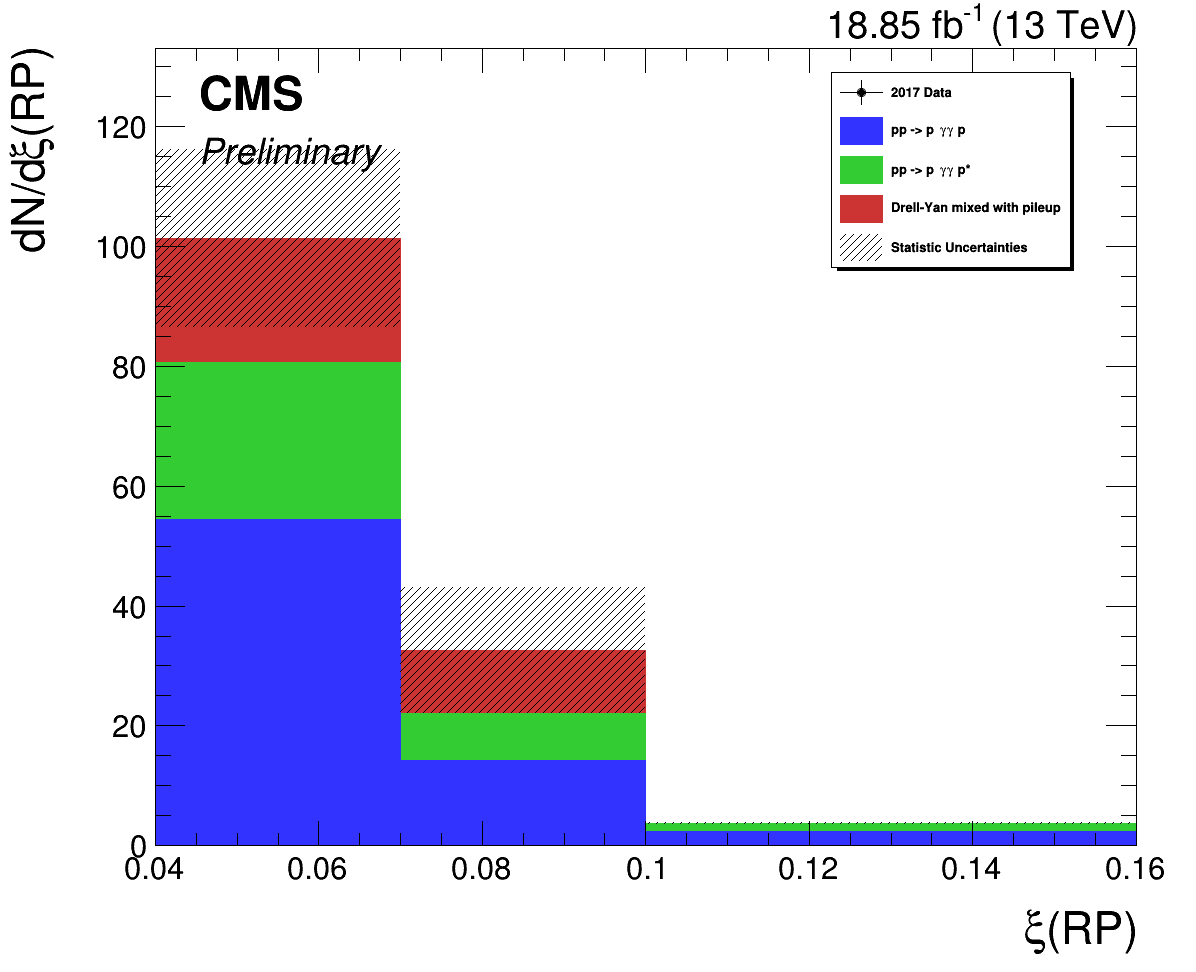 18.85 fb⁻¹ (13 TeV)
dN/dξ(RP)
CMS
Preliminary
2017 Data
pp -> p γγ p
pp -> p γγ p*
Drell-Yan mixed with pileup
Statistic Uncertainties
120
100
80
60
40
20
0
0.04 0.06 0.08 0.1 0.12 0.14 0.16
ξ(RP)